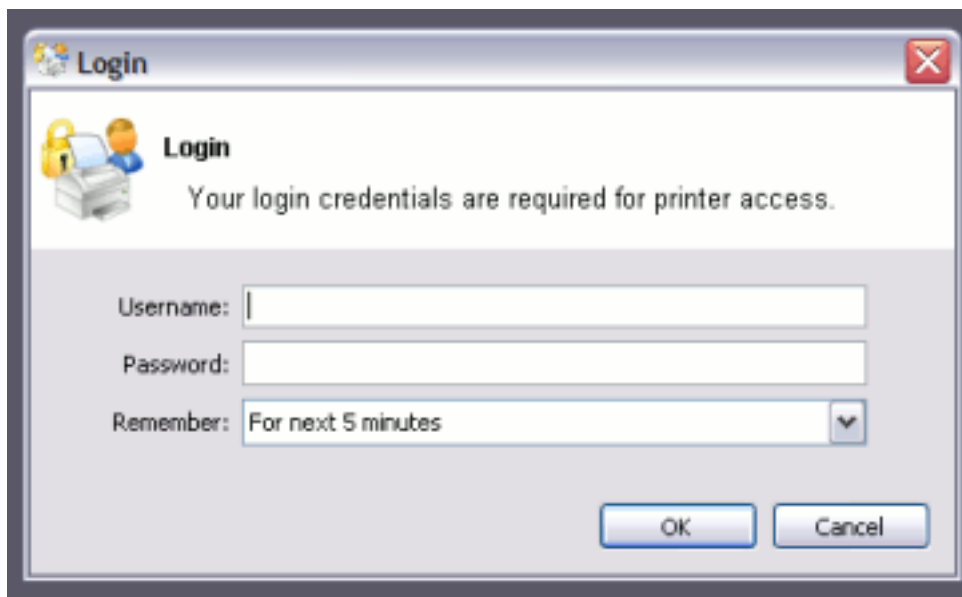 Login
Login
Your login credentials are required for printer access.
Username:
Password:
Remember: For next 5 minutes
OK Cancel